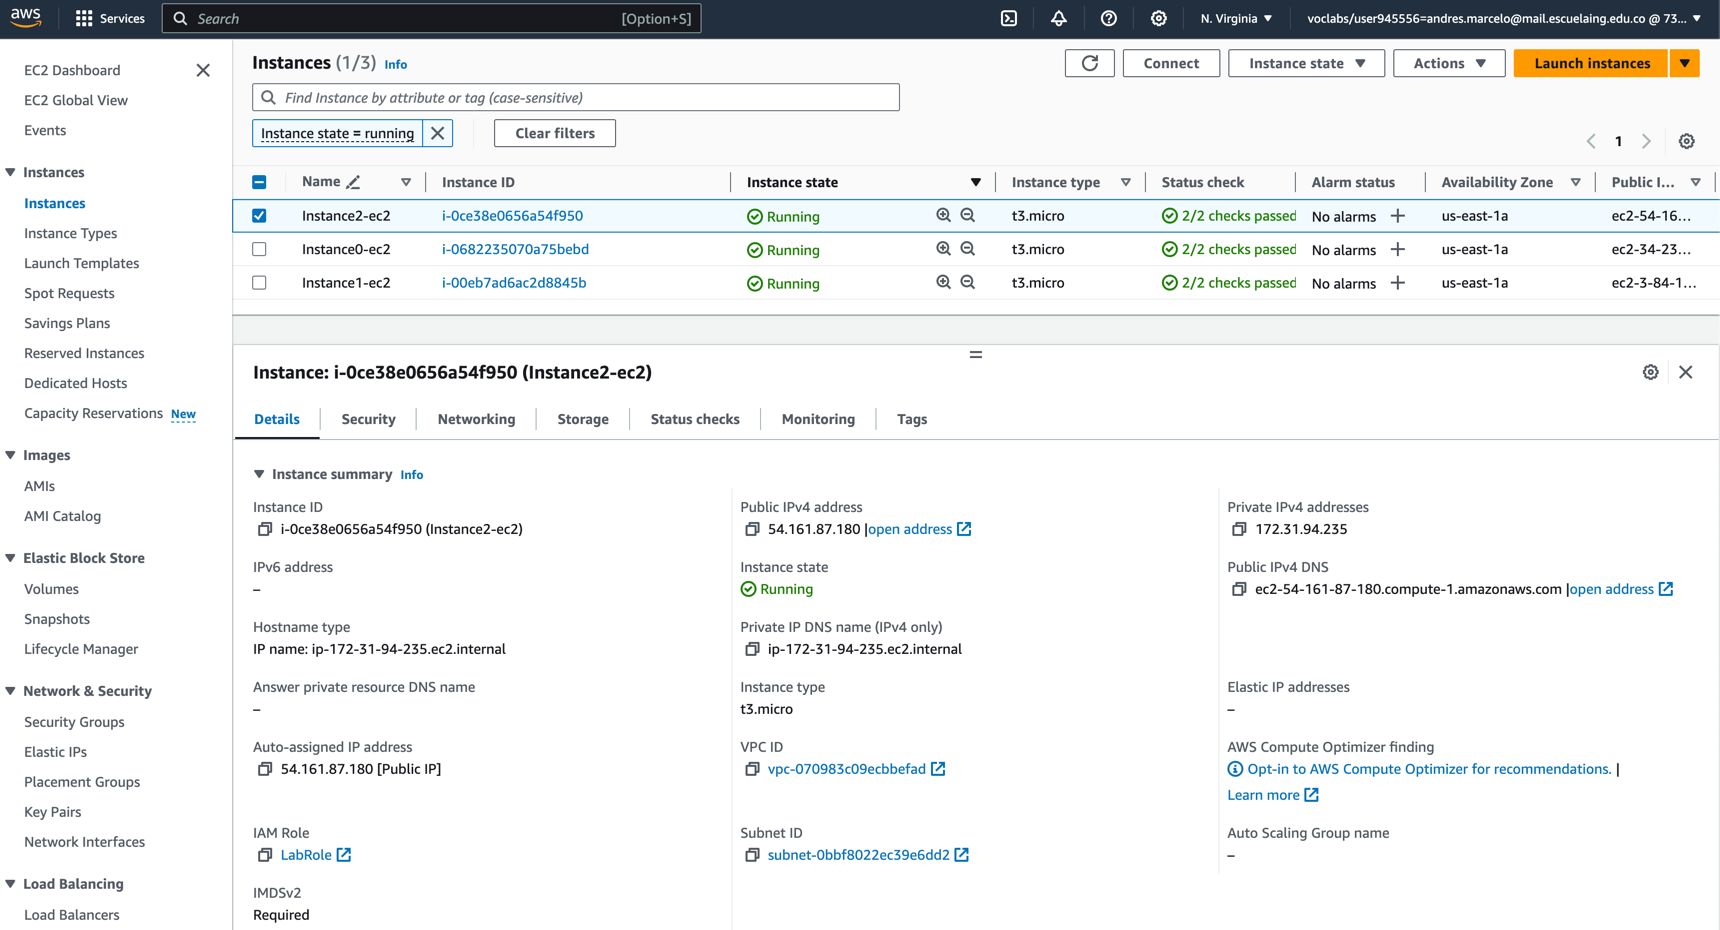 aws Services Search [Option+S] N. Virginia voclabs/user945556=andres.marcelo@mail.escuelaing.edu.co @ 73...
EC2 Dashboard
EC2 Global View
Events
Instances
Instances
Instance Types
Launch Templates
Spot Requests
Savings Plans
Reserved Instances
Dedicated Hosts
Capacity Reservations New
Images
AMIs
AMI Catalog
Elastic Block Store
Volumes
Snapshots
Lifecycle Manager
Network & Security
Security Groups
Elastic IPs
Placement Groups
Key Pairs
Network Interfaces
Load Balancing
Load Balancers
Instances (1/3) Info Connect Instance state Actions Launch instances
Find Instance by attribute or tag (case-sensitive)
Instance state = running Clear filters
1
Name Instance ID Instance state Instance type Status check Alarm status Availability Zone Public I...
Instance2-ec2 i-0ce38e0656a54f950 Running t3.micro 2/2 checks passed No alarms us-east-1a ec2-54-16...
Instance0-ec2 i-0682235070a75bebd Running t3.micro 2/2 checks passed No alarms us-east-1a ec2-34-23...
Instance1-ec2 i-00eb7ad6ac2d8845b Running t3.micro 2/2 checks passed No alarms us-east-1a ec2-3-84-1...
Instance: i-0ce38e0656a54f950 (Instance2-ec2)
Details Security Networking Storage Status checks Monitoring Tags
Instance summary Info
Instance ID
i-0ce38e0656a54f950 (Instance2-ec2)
IPv6 address
–
Hostname type
IP name: ip-172-31-94-235.ec2.internal
Answer private resource DNS name
–
Auto-assigned IP address
54.161.87.180 [Public IP]
IAM Role
LabRole
IMDSv2
Required
Public IPv4 address
54.161.87.180 |open address
Instance state
Running
Private IP DNS name (IPv4 only)
ip-172-31-94-235.ec2.internal
Instance type
t3.micro
VPC ID
vpc-070983c09ecbbefad
Subnet ID
subnet-0bbf8022ec39e6dd2
Private IPv4 addresses
172.31.94.235
Public IPv4 DNS
ec2-54-161-87-180.compute-1.amazonaws.com |open address
Elastic IP addresses
–
AWS Compute Optimizer finding
Opt-in to AWS Compute Optimizer for recommendations. |
Learn more
Auto Scaling Group name
–